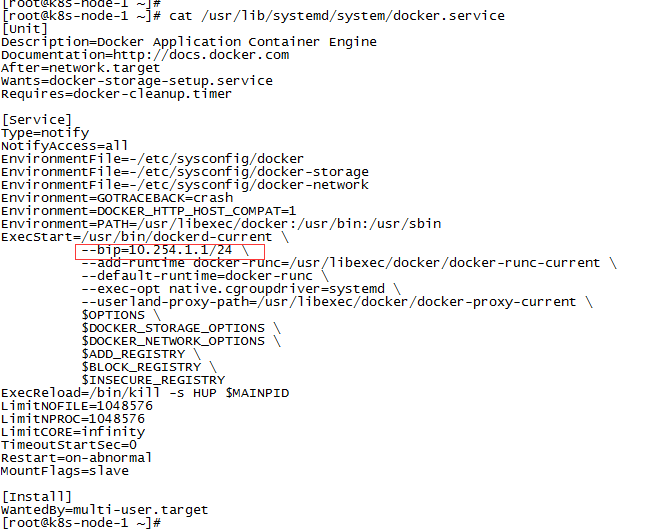 [root@k8s-node-1 ~]#
[root@k8s-node-1 ~]# cat /usr/lib/systemd/system/docker.service
[Unit]
Description=Docker Application Container Engine
Documentation=http://docs.docker.com
After=network.target
Wants=docker-storage-setup.service
Requires=docker-cleanup.timer

[Service]
Type=notify
NotifyAccess=all
EnvironmentFile=-/etc/sysconfig/docker
EnvironmentFile=-/etc/sysconfig/docker-storage
EnvironmentFile=-/etc/sysconfig/docker-network
Environment=GOTRACEBACK=crash
Environment=DOCKER_HTTP_HOST_COMPAT=1
Environment=PATH=/usr/libexec/docker:/usr/bin:/usr/sbin
ExecStart=/usr/bin/dockerd-current \
          --bip=10.254.1.1/24 \
          --add-runtime docker-runc=/usr/libexec/docker/docker-runc-current \
          --default-runtime=docker-runc \
          --exec-opt native.cgroupdriver=systemd \
          --userland-proxy-path=/usr/libexec/docker/docker-proxy-current \
          $OPTIONS \
          $DOCKER_STORAGE_OPTIONS \
          $DOCKER_NETWORK_OPTIONS \
          $ADD_REGISTRY \
          $BLOCK_REGISTRY \
          $INSECURE_REGISTRY
ExecReload=/bin/kill -s HUP $MAINPID
LimitNOFILE=1048576
LimitNPROC=1048576
LimitCORE=infinity
TimeoutStartSec=0
Restart=on-abnormal
MountFlags=slave

[Install]
WantedBy=multi-user.target
[root@k8s-node-1 ~]#